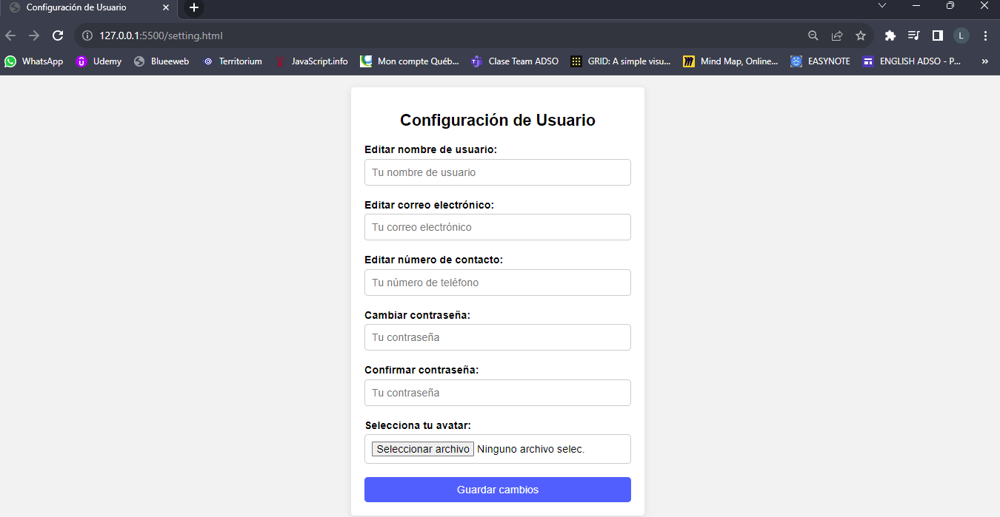 Configuración de Usuario
127.0.0.1:5500/setting.html
L
WhatsApp Udemy Blueeweb Territorium JavaScript.info Mon compte Québ... Clase Team ADSO GRID: A simple visu... Mind Map, Online... EASYNOTE ENGLISH ADSO - P... »
Configuración de Usuario
Editar nombre de usuario:
Tu nombre de usuario
Editar correo electrónico:
Tu correo electrónico
Editar número de contacto:
Tu número de teléfono
Cambiar contraseña:
Tu contraseña
Confirmar contraseña:
Tu contraseña
Selecciona tu avatar:
Seleccionar archivo Ninguno archivo selec.
Guardar cambios